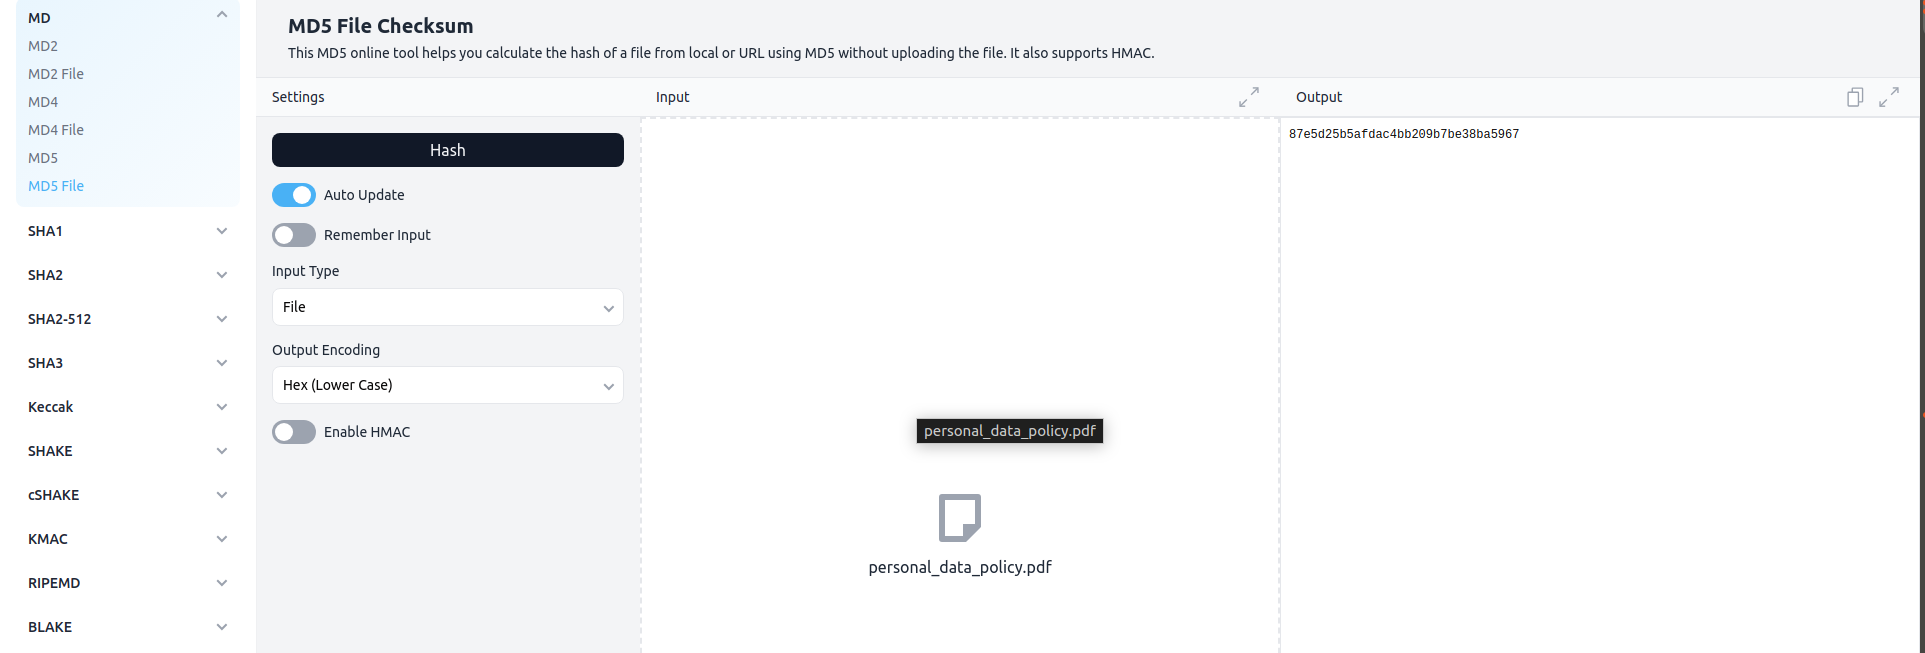 MD
MD2
MD2 File
MD4
MD4 File
MD5
MD5 File
SHA1
SHA2
SHA2-512
SHA3
Keccak
SHAKE
cSHAKE
KMAC
RIPEMD
BLAKE
MD5 File Checksum
This MD5 online tool helps you calculate the hash of a file from local or URL using MD5 without uploading the file. It also supports HMAC.
Settings
Hash
Auto Update
Remember Input
Input Type
File
Output Encoding
Hex (Lower Case)
Enable HMAC
Input
personal_data_policy.pdf
personal_data_policy.pdf
Output
87e5d25b5afdac4bb209b7be38ba5967